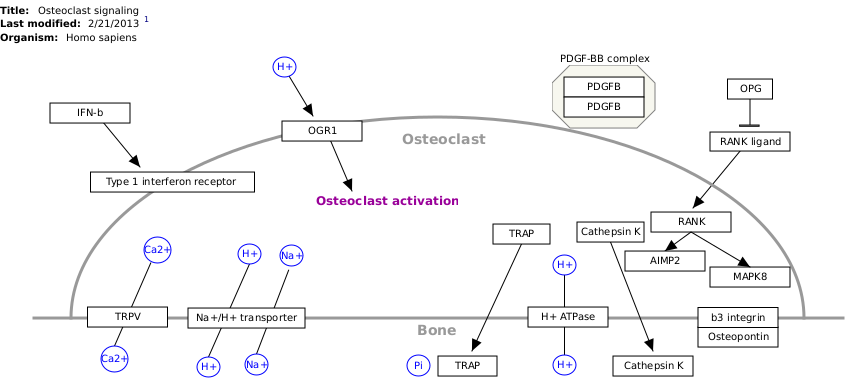 Title: Osteoclast signaling
Last modified: 2/21/2013 1
Organism: Homo sapiens
PDGF-BB complex
H+
PDGFB
OPG
PDGFB
IFN-b
OGR1
Osteoclast
RANK ligand
Type 1 interferon receptor
Osteoclast activation
RANK
TRAP
Cathepsin K
Ca2+
H+
Na+
AIMP2
H+
MAPK8
TRPV
Na+/H+ transporter
H+ ATPase
b3 integrin
Bone
Osteopontin
Ca2+
H+
Na+
Pi
TRAP
H+
Cathepsin K